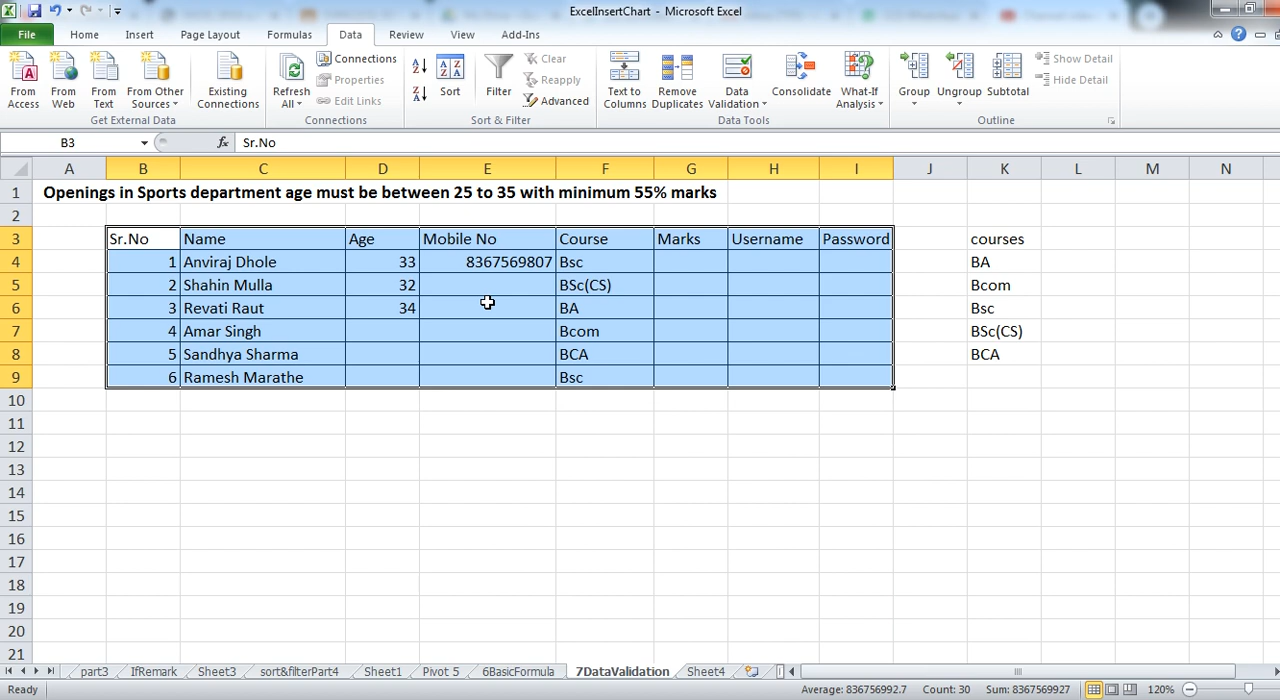 ExcelInsertChart - Microsoft Excel
File Home Insert Page Layout Formulas Data Review View Add-Ins
From Access
From Web
From Text
From Other Sources
Existing Connections
Get External Data
Refresh All
Connections
Properties
Edit Links
Connections
Sort
Filter
Clear
Reapply
Advanced
Sort & Filter
Text to Columns
Remove Duplicates
Data Validation
Consolidate
What-If Analysis
Data Tools
Group
Ungroup
Subtotal
Show Detail
Hide Detail
Outline
B3 fx Sr.No
A B C D E F G H I J K L M N
1 Openings in Sports department age must be between 25 to 35 with minimum 55% marks
2
3 Sr.No Name Age Mobile No Course Marks Username Password courses
4 1 Anviraj Dhole 33 8367569807 Bsc BA
5 2 Shahin Mulla 32 BSc(CS) Bcom
6 3 Revati Raut 34 BA Bsc
7 4 Amar Singh Bcom BSc(CS)
8 5 Sandhya Sharma BCA BCA
9 6 Ramesh Marathe Bsc
10
11
12
13
14
15
16
17
18
19
20
21
part3 IfRemark Sheet3 sort&filterPart4 Sheet1 Pivot 5 6BasicFormula 7DataValidation Sheet4
Ready Average: 836756992.7 Count: 30 Sum: 8367569927 120%